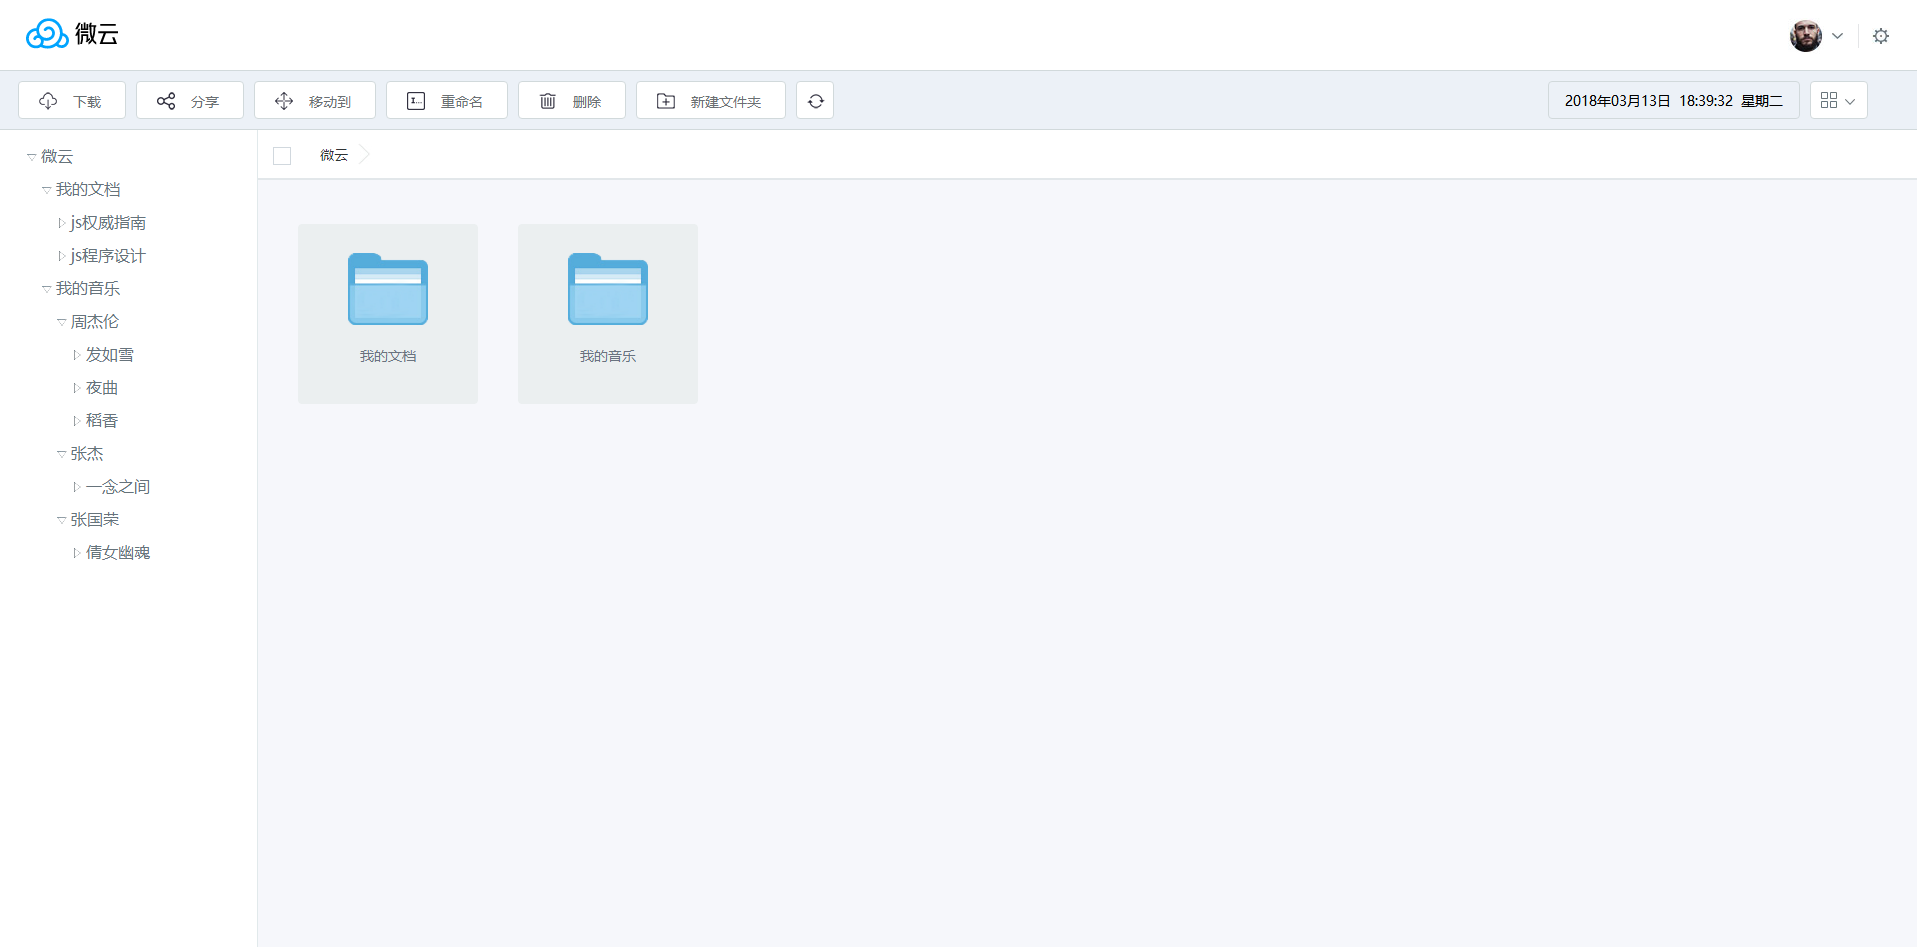 微云
下载
分享
移动到
重命名
删除
新建文件夹
2018年03月13日 18:39:32 星期二
微云
我的文档
js权威指南
js程序设计
我的音乐
周杰伦
发如雪
夜曲
稻香
张杰
一念之间
张国荣
倩女幽魂
微云
我的文档
我的音乐